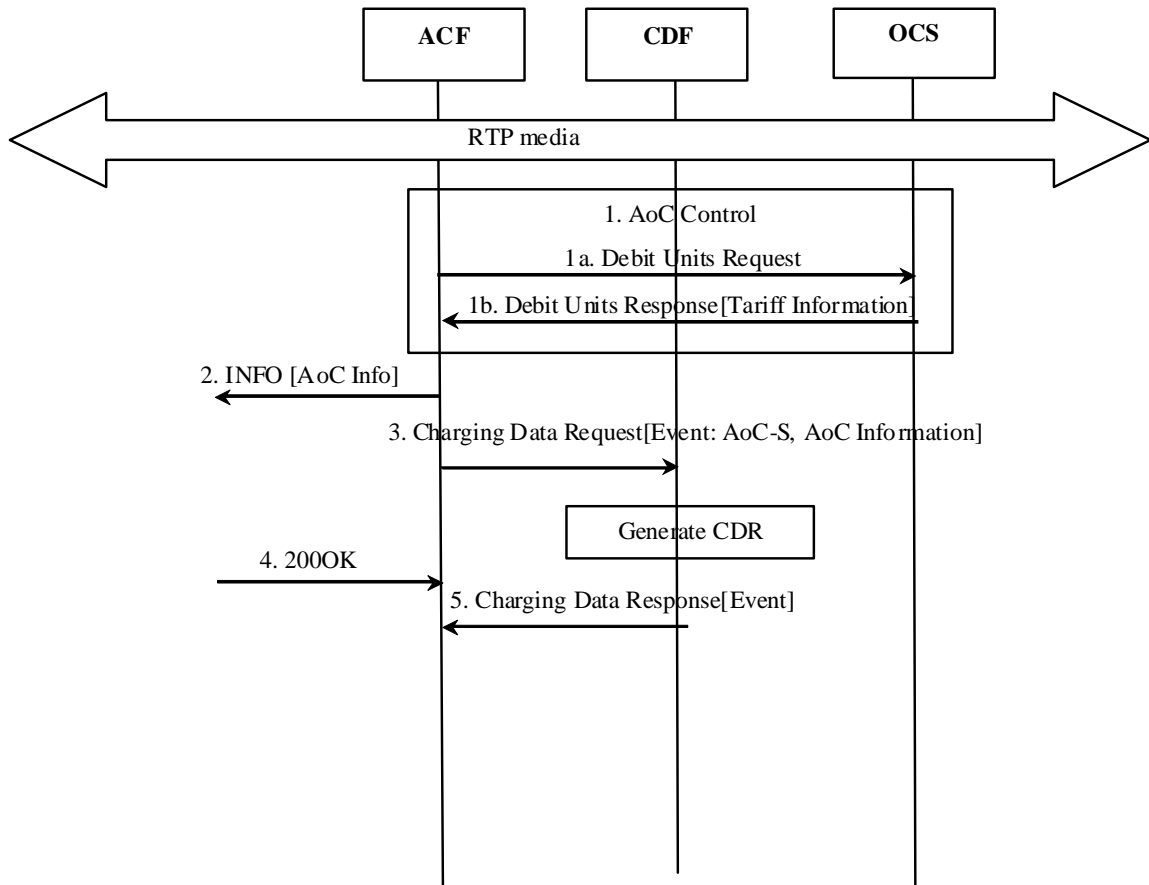 ACF
CDF
OCS
RTP media
1. AoC Control
1a. Debit Units Request
1b. Debit Units Response[Tariff Information]
2. INFO [AoC Info]
3. Charging Data Request[Event: AoC-S, AoC Information]
Generate CDR
4. 200OK
5. Charging Data Response[Event]